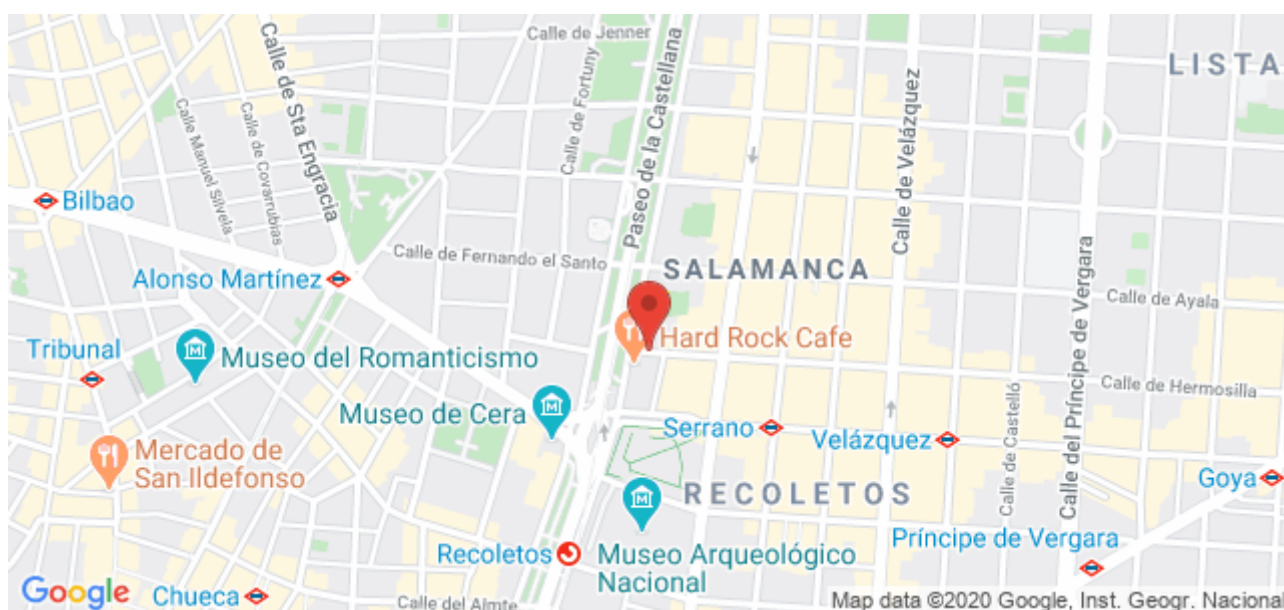 Calle de Jenner
LISTA
Calle de Sta Engracia
Calle de Fortuny
Paseo de la Castellana
Calle de Velázquez
Calle Manuel Silvela
Calle de Covarrubias
Bilbao
Calle de Fernando el Santo
SALAMANCA
Alonso Martínez
Calle de Ayala
Calle del Príncipe de Vergara
Tribunal
Museo del Romanticismo
Hard Rock Cafe
Calle de Hermosilla
Museo de Cera
Serrano
Velázquez
Calle de Castelló
Mercado de
San Ildefonso
Goya
RECOLETOS
Recoletos
Museo Arqueológico
Nacional
Príncipe de Vergara
Google
Chueca
Calle del Almte
Map data ©2020 Google, Inst. Geogr. Naciona